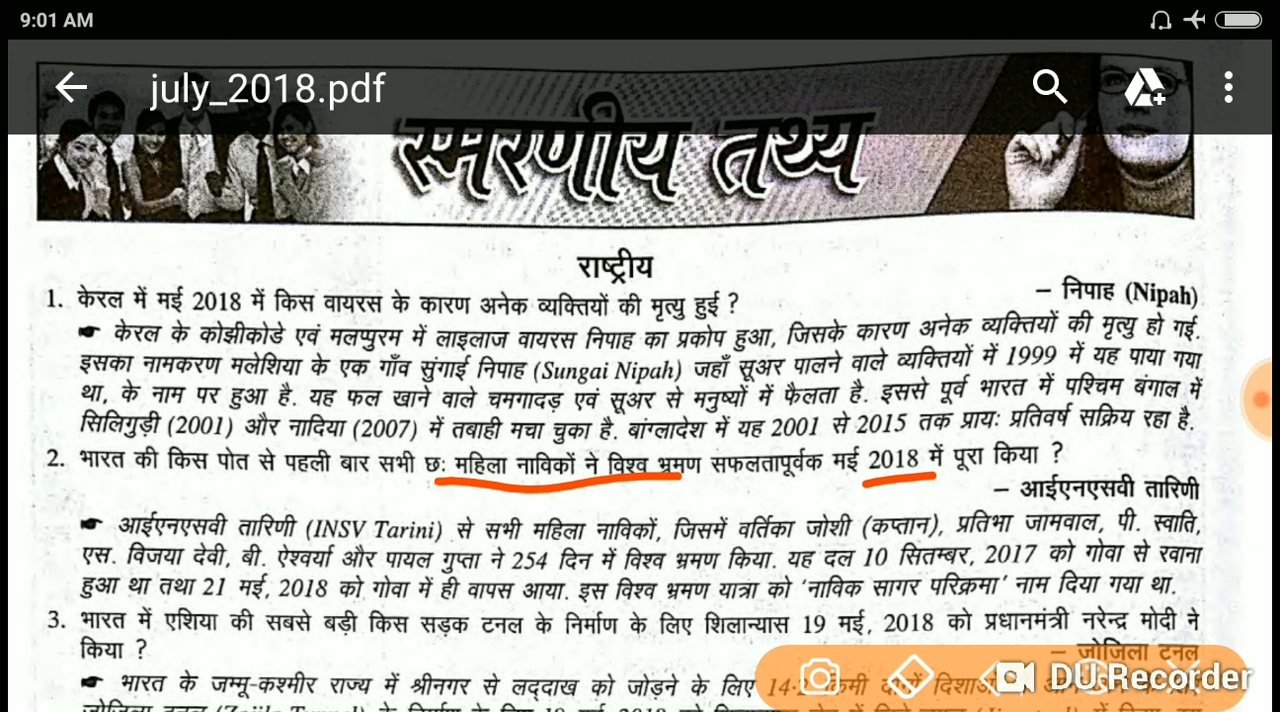 9:01 AM
july_2018.pdf
स्मरणीय तथ्य
राष्ट्रीय
1. केरल में मई 2018 में किस वायरस के कारण अनेक व्यक्तियों की मृत्यु हुई ? – निपाह (Nipah)
☛ केरल के कोझीकोडे एवं मलप्पुरम में लाइलाज वायरस निपाह का प्रकोप हुआ, जिसके कारण अनेक व्यक्तियों की मृत्यु हो गई.
इसका नामकरण मलेशिया के एक गाँव सुंगाई निपाह (Sungai Nipah) जहाँ सूअर पालने वाले व्यक्तियों में 1999 में यह पाया गया
था, के नाम पर हुआ है. यह फल खाने वाले चमगादड़ एवं सूअर से मनुष्यों में फैलता है. इससे पूर्व भारत में पश्चिम बंगाल में
सिलिगुड़ी (2001) और नादिया (2007) में तबाही मचा चुका है. बांग्लादेश में यह 2001 से 2015 तक प्रायः प्रतिवर्ष सक्रिय रहा है.
2. भारत की किस पोत से पहली बार सभी छः महिला नाविकों ने विश्व भ्रमण सफलतापूर्वक मई 2018 में पूरा किया ?
– आईएनएसवी तारिणी
☛ आईएनएसवी तारिणी (INSV Tarini) से सभी महिला नाविकों, जिसमें वर्तिका जोशी (कप्तान), प्रतिभा जामवाल, पी. स्वाति,
एस. विजया देवी, बी. ऐश्वर्या और पायल गुप्ता ने 254 दिन में विश्व भ्रमण किया. यह दल 10 सितम्बर, 2017 को गोवा से रवाना
हुआ था तथा 21 मई, 2018 को गोवा में ही वापस आया. इस विश्व भ्रमण यात्रा को 'नाविक सागर परिक्रमा' नाम दिया गया था.
3. भारत में एशिया की सबसे बड़ी किस सड़क टनल के निर्माण के लिए शिलान्यास 19 मई, 2018 को प्रधानमंत्री नरेन्द्र मोदी ने
किया ? – जोजिला टनल
☛ भारत के जम्मू-कश्मीर राज्य में श्रीनगर से लद्दाख को जोड़ने के लिए
DU Recorder